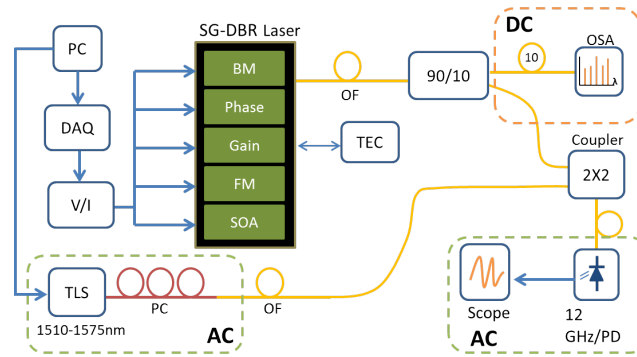 SG-DBR Laser
PC
DAQ
V/I
BM
Phase
Gain
FM
SOA
OF
90/10
TEC
DC
10
OSA
λ
Coupler
2X2
TLS
1510-1575nm
PC
AC
OF
Scope
12
GHz/PD
AC